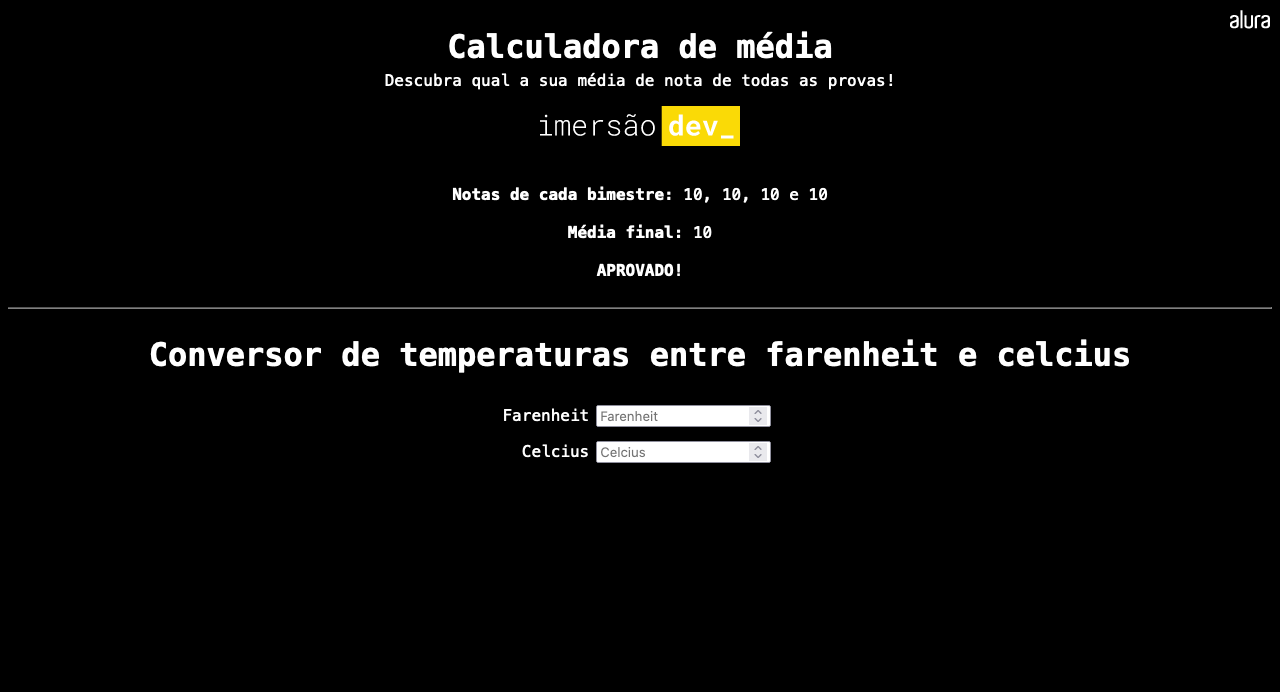 alura
Calculadora de média
Descubra qual a sua média de nota de todas as provas!
imersão dev_
Notas de cada bimestre: 10, 10, 10 e 10
Média final: 10
APROVADO!
Conversor de temperaturas entre farenheit e celcius
Farenheit Farenheit
Celcius Celcius